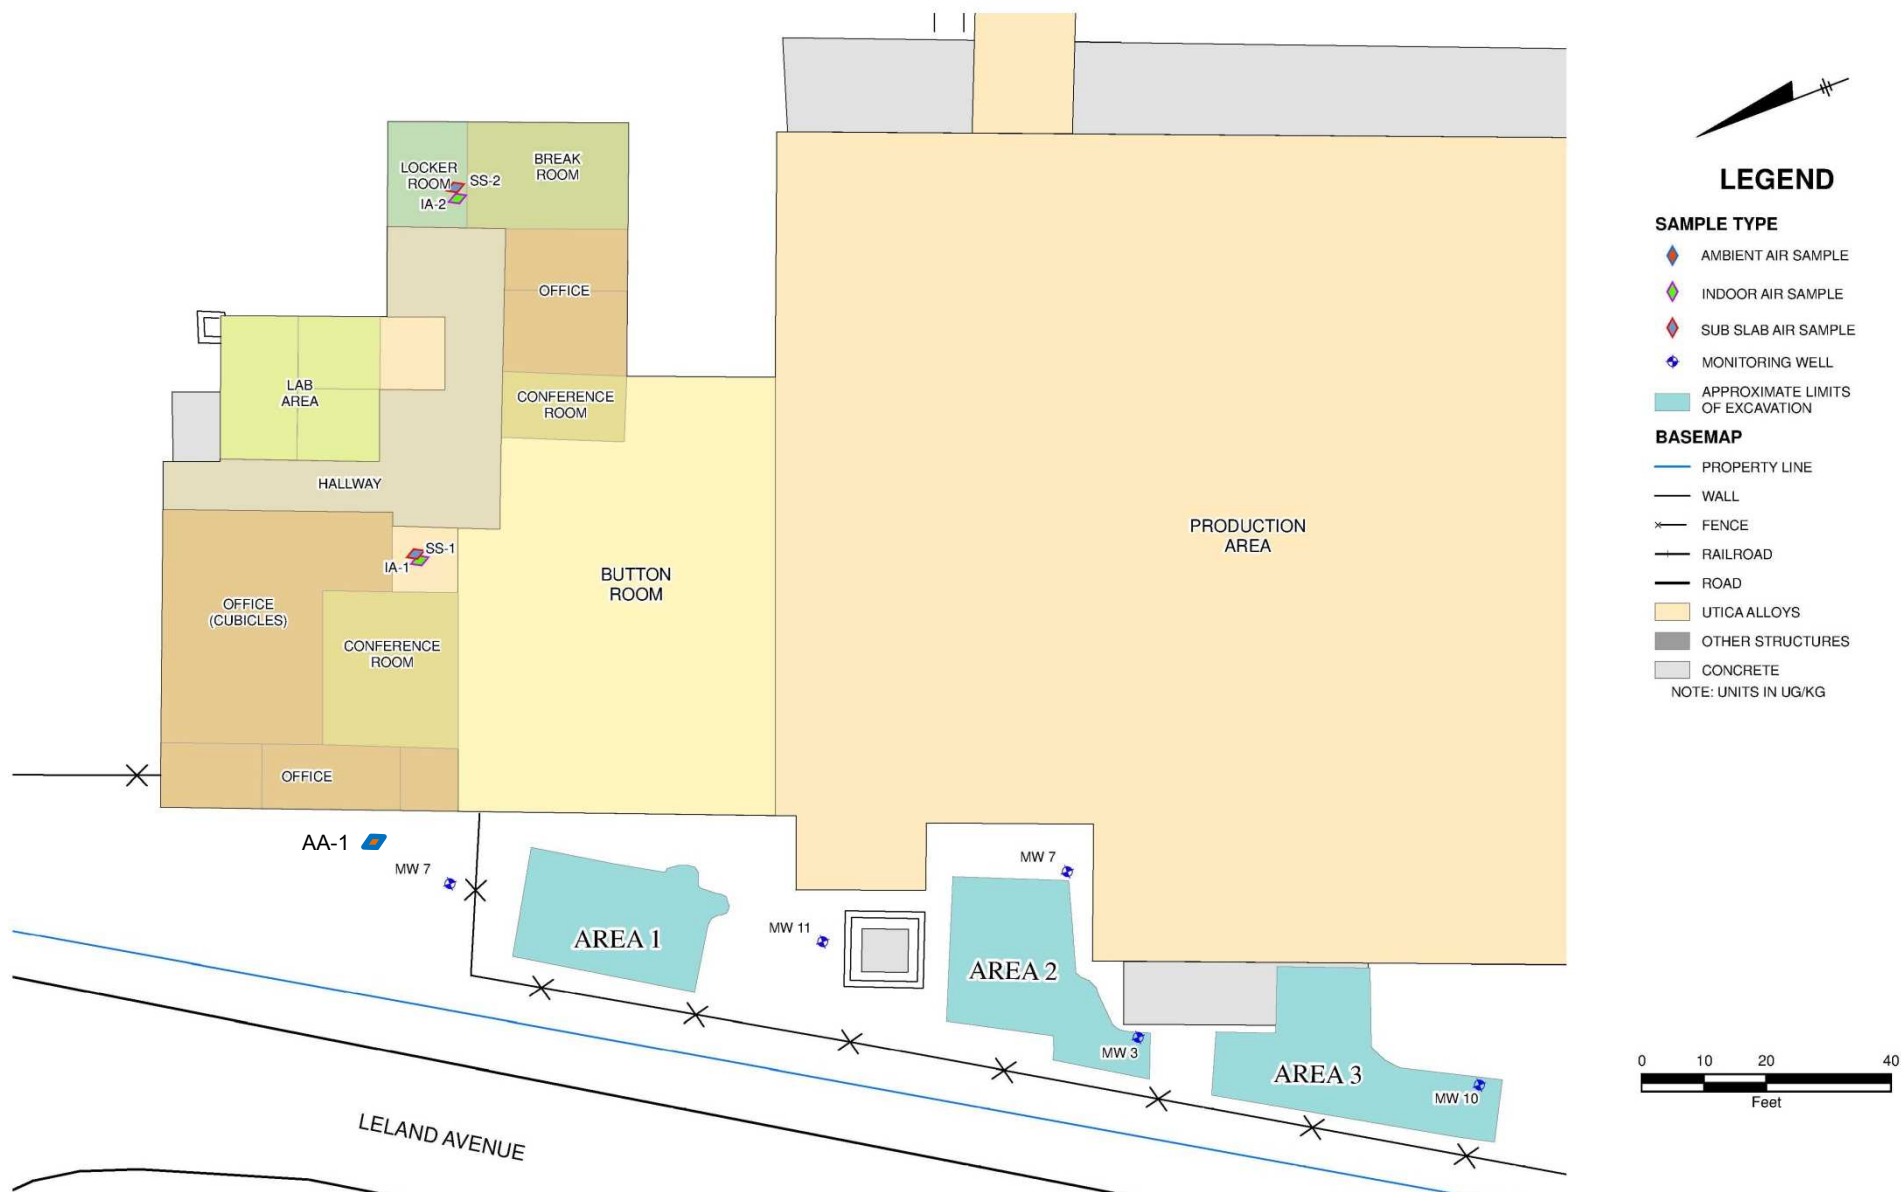 LOCKER
ROOM
SS-2
IA-2
BREAK
ROOM
OFFICE
CONFERENCE
ROOM
LAB
AREA
HALLWAY
SS-1
IA-1
OFFICE
(CUBICLES)
CONFERENCE
ROOM
OFFICE
BUTTON
ROOM
PRODUCTION
AREA
AA-1
MW 7
AREA 1
MW 11
MW 7
AREA 2
MW 3
AREA 3
MW 10
LELAND AVENUE
LEGEND
SAMPLE TYPE
AMBIENT AIR SAMPLE
INDOOR AIR SAMPLE
SUB SLAB AIR SAMPLE
MONITORING WELL
APPROXIMATE LIMITS
OF EXCAVATION
BASEMAP
PROPERTY LINE
WALL
FENCE
RAILROAD
ROAD
UTICA ALLOYS
OTHER STRUCTURES
CONCRETE
NOTE: UNITS IN UG/KG
0 10 20 40
Feet